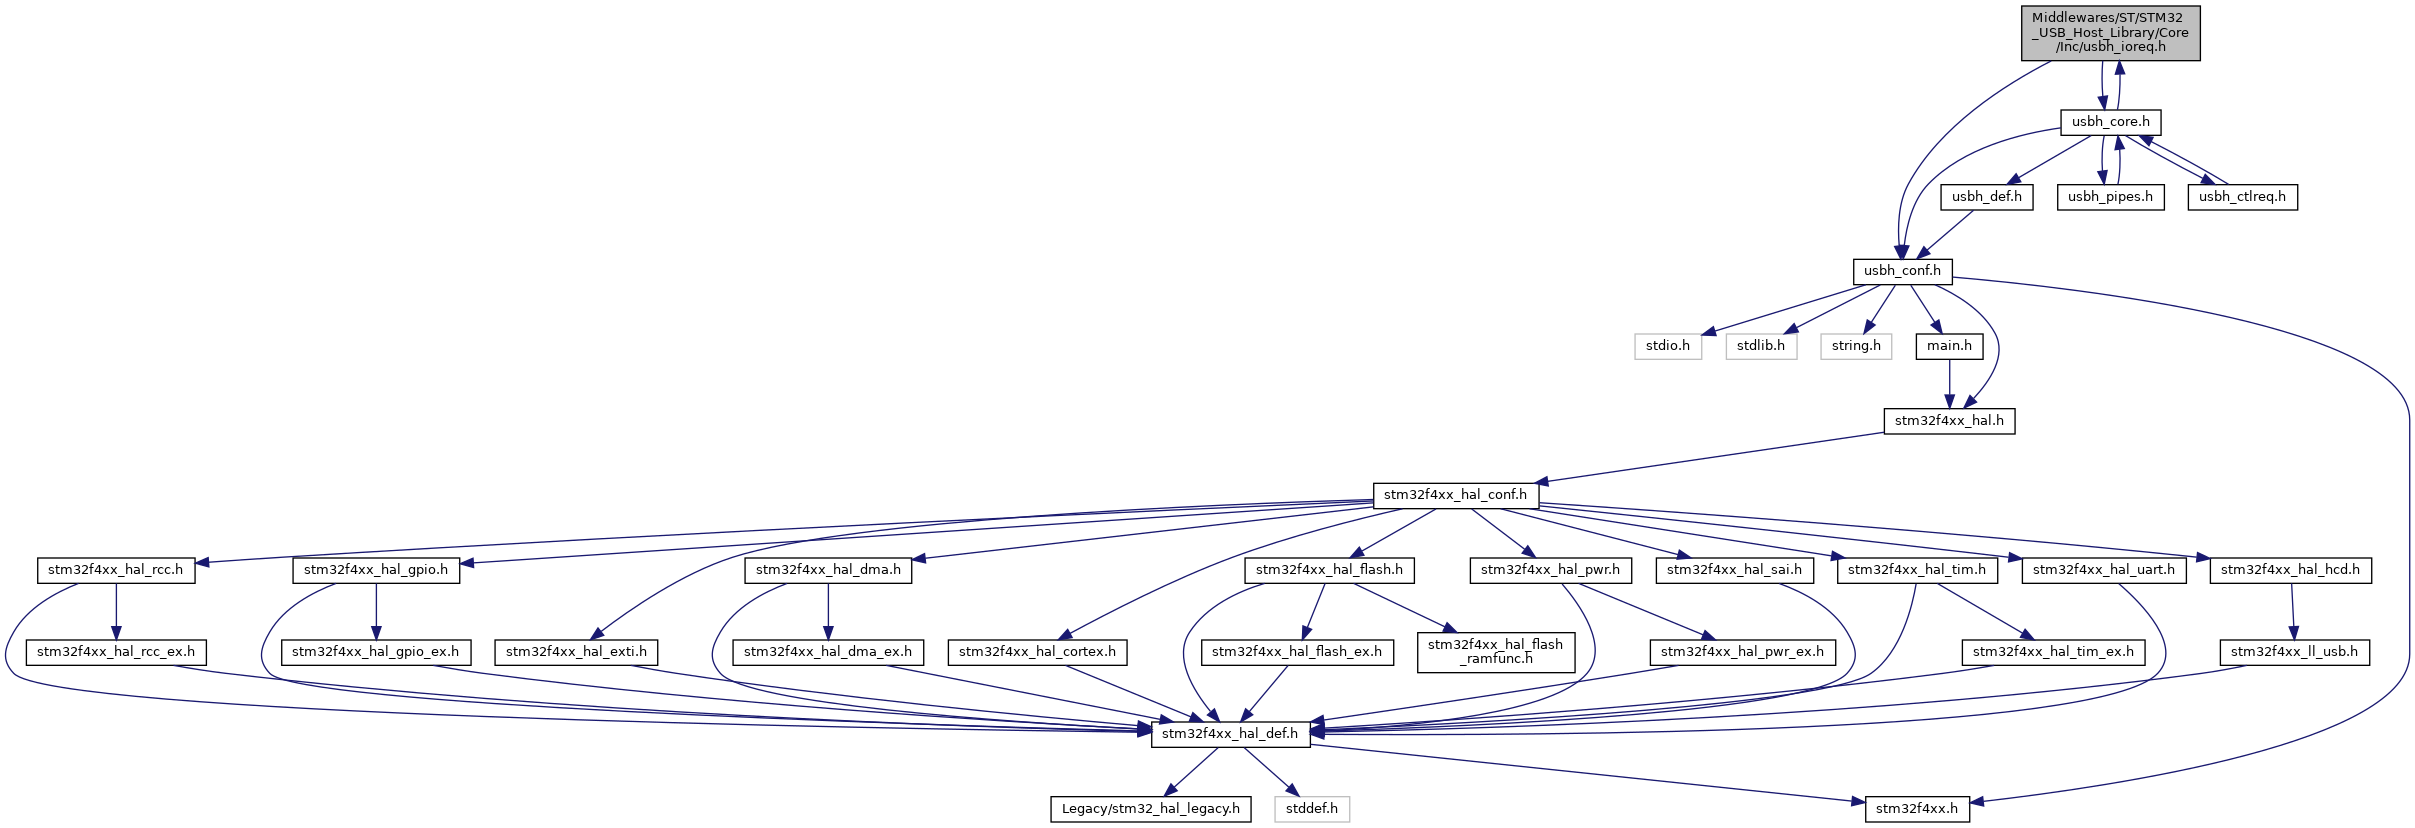 Middlewares/ST/STM32
_USB_Host_Library/Core
/Inc/usbh_ioreq.h
usbh_core.h
usbh_def.h
usbh_pipes.h
usbh_ctlreq.h
usbh_conf.h
stdio.h
stdlib.h
string.h
main.h
stm32f4xx_hal.h
stm32f4xx_hal_conf.h
stm32f4xx_hal_rcc.h
stm32f4xx_hal_gpio.h
stm32f4xx_hal_dma.h
stm32f4xx_hal_flash.h
stm32f4xx_hal_pwr.h
stm32f4xx_hal_sai.h
stm32f4xx_hal_tim.h
stm32f4xx_hal_uart.h
stm32f4xx_hal_hcd.h
stm32f4xx_hal_rcc_ex.h
stm32f4xx_hal_gpio_ex.h
stm32f4xx_hal_exti.h
stm32f4xx_hal_dma_ex.h
stm32f4xx_hal_cortex.h
stm32f4xx_hal_flash_ex.h
stm32f4xx_hal_flash
_ramfunc.h
stm32f4xx_hal_pwr_ex.h
stm32f4xx_hal_tim_ex.h
stm32f4xx_ll_usb.h
stm32f4xx_hal_def.h
Legacy/stm32_hal_legacy.h
stddef.h
stm32f4xx.h